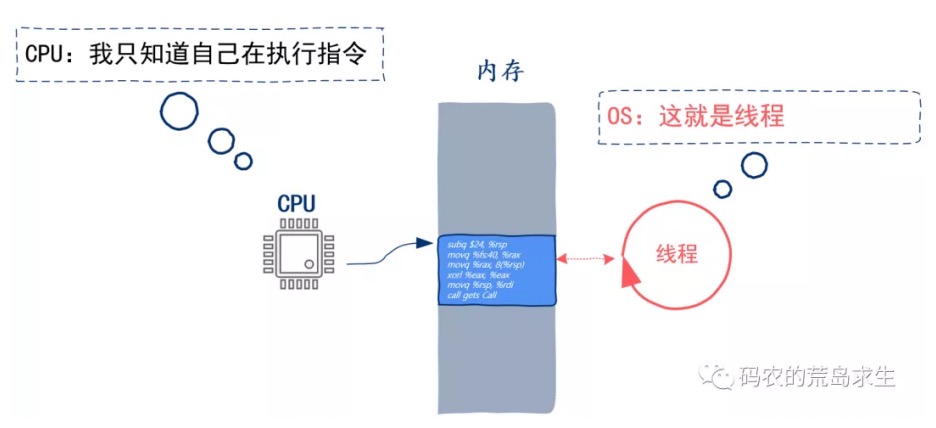 CPU：我只知道自己在执行指令
内存
OS：这就是线程
CPU
subq $24, %rsp
movq %fs:40, %rax
movq %rax, 8(%rsp)
xorl %eax, %eax
movq %rsp, %rdi
call gets Call
线程
码农的荒岛求生